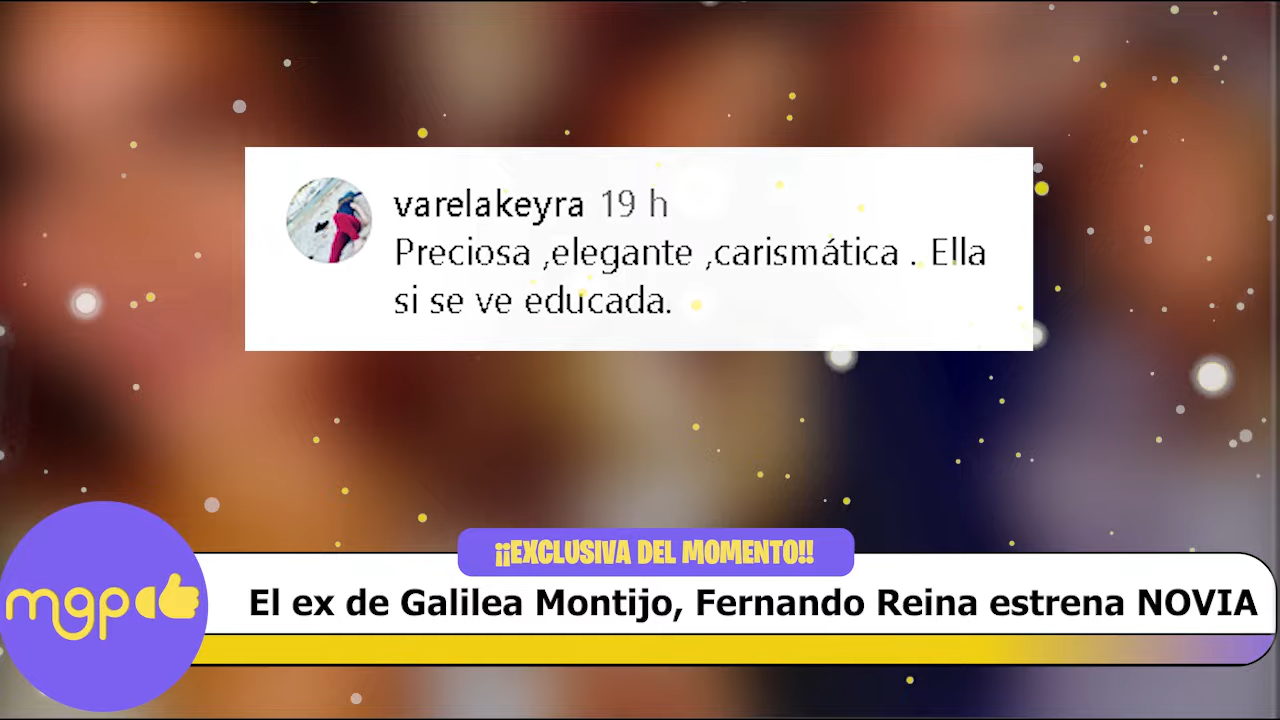 varelakeyra 19 h
Preciosa ,elegante ,carismática . Ella
si se ve educada.
¡¡EXCLUSIVA DEL MOMENTO!!
mgp
El ex de Galilea Montijo, Fernando Reina estrena NOVIA